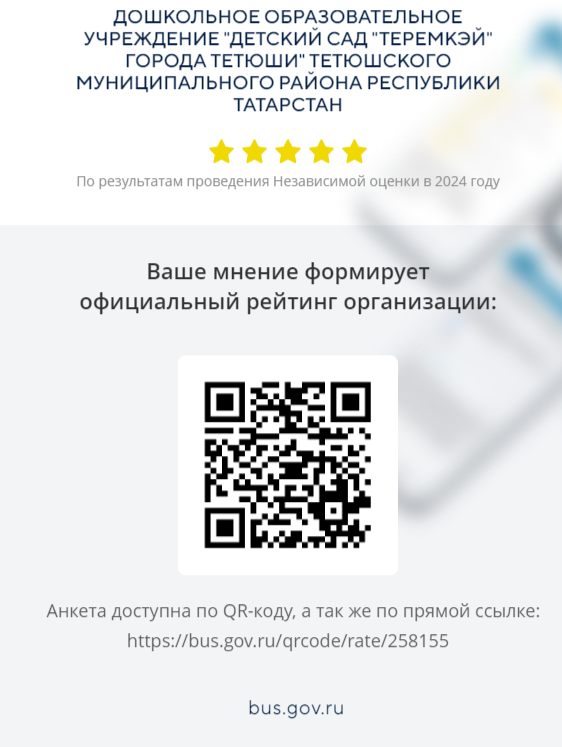 ДОШКОЛЬНОЕ ОБРАЗОВАТЕЛЬНОЕ
УЧРЕЖДЕНИЕ "ДЕТСКИЙ САД "ТЕРЕМКЭЙ"
ГОРОДА ТЕТЮШИ" ТЕТЮШСКОГО
МУНИЦИПАЛЬНОГО РАЙОНА РЕСПУБЛИКИ
ТАТАРСТАН
По результатам проведения Независимой оценки в 2024 году
Ваше мнение формирует
официальный рейтинг организации:
Анкета доступна по QR-коду, а так же по прямой ссылке:
https://bus.gov.ru/qrcode/rate/258155
bus.gov.ru